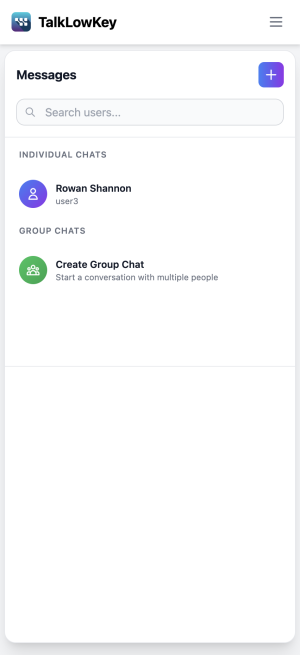 TalkLowKey
Messages
Search users...
INDIVIDUAL CHATS
Rowan Shannon
user3
GROUP CHATS
Create Group Chat
Start a conversation with multiple people